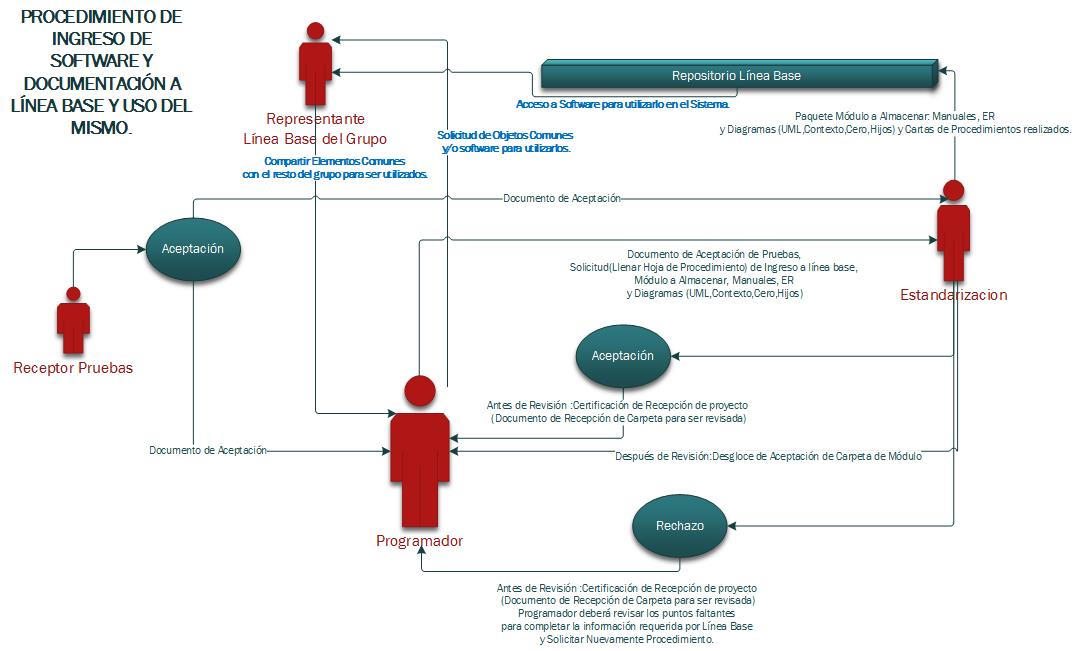 PROCEDIMIENTO DE
INGRESO DE
SOFTWARE Y
DOCUMENTACIÓN A
LÍNEA BASE Y USO DEL
MISMO.
Representante
Línea Base del Grupo
Repositorio Línea Base
Acceso a Software para utilizarlo en el Sistema.
Paquete Módulo a Almacenar: Manuales, ER
y Diagramas (UML,Contexto,Cero,Hijos) y Cartas de Procedimientos realizados.
Solicitud de Objetos Comunes
y/o software para utilizarlos.
Compartir Elementos Comunes
con el resto del grupo para ser utilizados.
Documento de Aceptación
Aceptación
Documento de Aceptación de Pruebas,
Solicitud(Llenar Hoja de Procedimiento) de Ingreso a línea base,
Módulo a Almacenar, Manuales, ER
y Diagramas (UML,Contexto,Cero,Hijos)
Estandarizacion
Receptor Pruebas
Aceptación
Antes de Revisión :Certificación de Recepción de proyecto
(Documento de Recepción de Carpeta para ser revisada)
Documento de Aceptación
Después de Revisión:Desgloce de Aceptación de Carpeta de Módulo
Rechazo
Programador
Antes de Revisión :Certificación de Recepción de proyecto
(Documento de Recepción de Carpeta para ser revisada)
Programador deberá revisar los puntos faltantes
para completar la información requerida por Línea Base
y Solicitar Nuevamente Procedimiento.